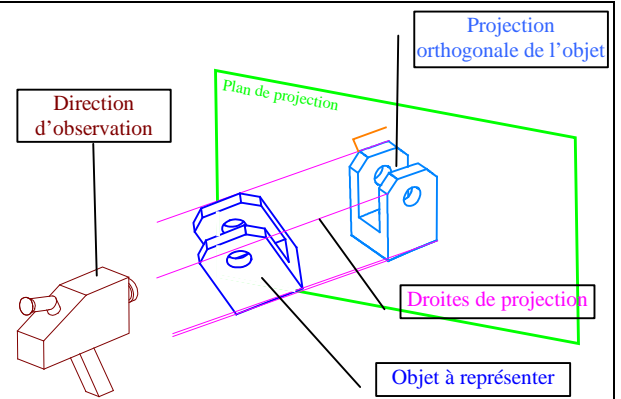 Projection
orthogonale de l’objet
Plan de projection
Direction
d’observation
Droites de projection
Objet à représenter